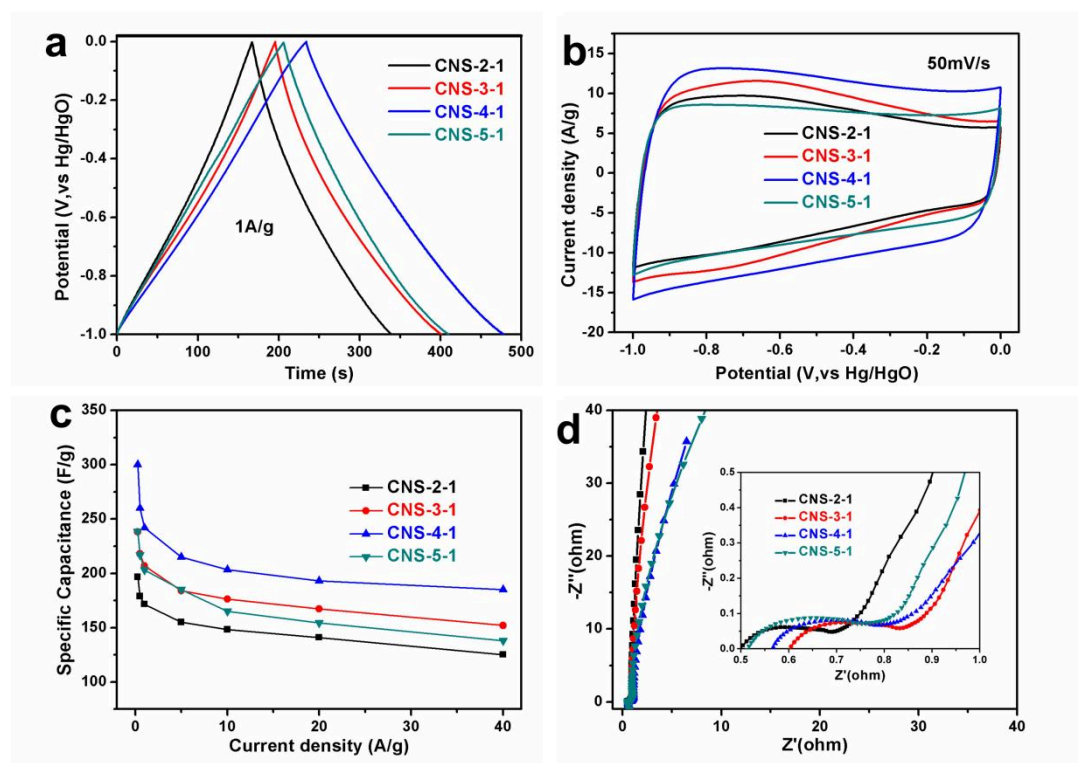 a
0.0
-0.2
-0.4
-0.6
-0.8
-1.0
Potential (V,vs Hg/HgO)
CNS-2-1
CNS-3-1
CNS-4-1
CNS-5-1
1A/g
0 100 200 300 400 500
Time (s)
b
15
10
5
0
-5
-10
-15
-20
Current density (A/g)
50mV/s
CNS-2-1
CNS-3-1
CNS-4-1
CNS-5-1
-1.0 -0.8 -0.6 -0.4 -0.2 0.0
Potential (V,vs Hg/HgO)
c
350
300
250
200
150
100
Specific Capacitance (F/g)
CNS-2-1
CNS-3-1
CNS-4-1
CNS-5-1
0 10 20 30 40
Current density (A/g)
d
40
30
20
10
0
-Z''(ohm)
0.5
0.4
0.3
0.2
0.1
0.0
-Z''(ohm)
CNS-2-1
CNS-3-1
CNS-4-1
CNS-5-1
0.5 0.6 0.7 0.8 0.9 1.0
Z'(ohm)
0 10 20 30 40
Z'(ohm)